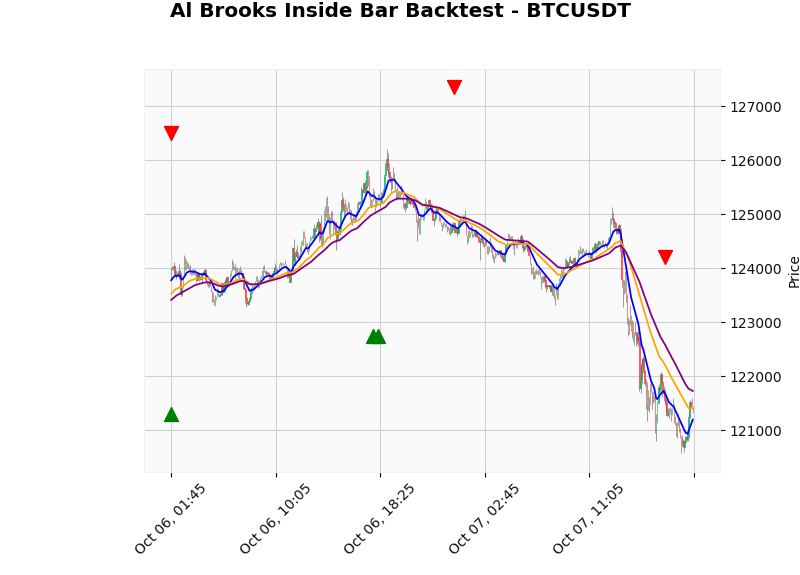 Al Brooks Inside Bar Backtest - BTCUSDT
127000
126000
125000
124000
123000
122000
121000
Price
Oct 06, 01:45
Oct 06, 10:05
Oct 06, 18:25
Oct 07, 02:45
Oct 07, 11:05